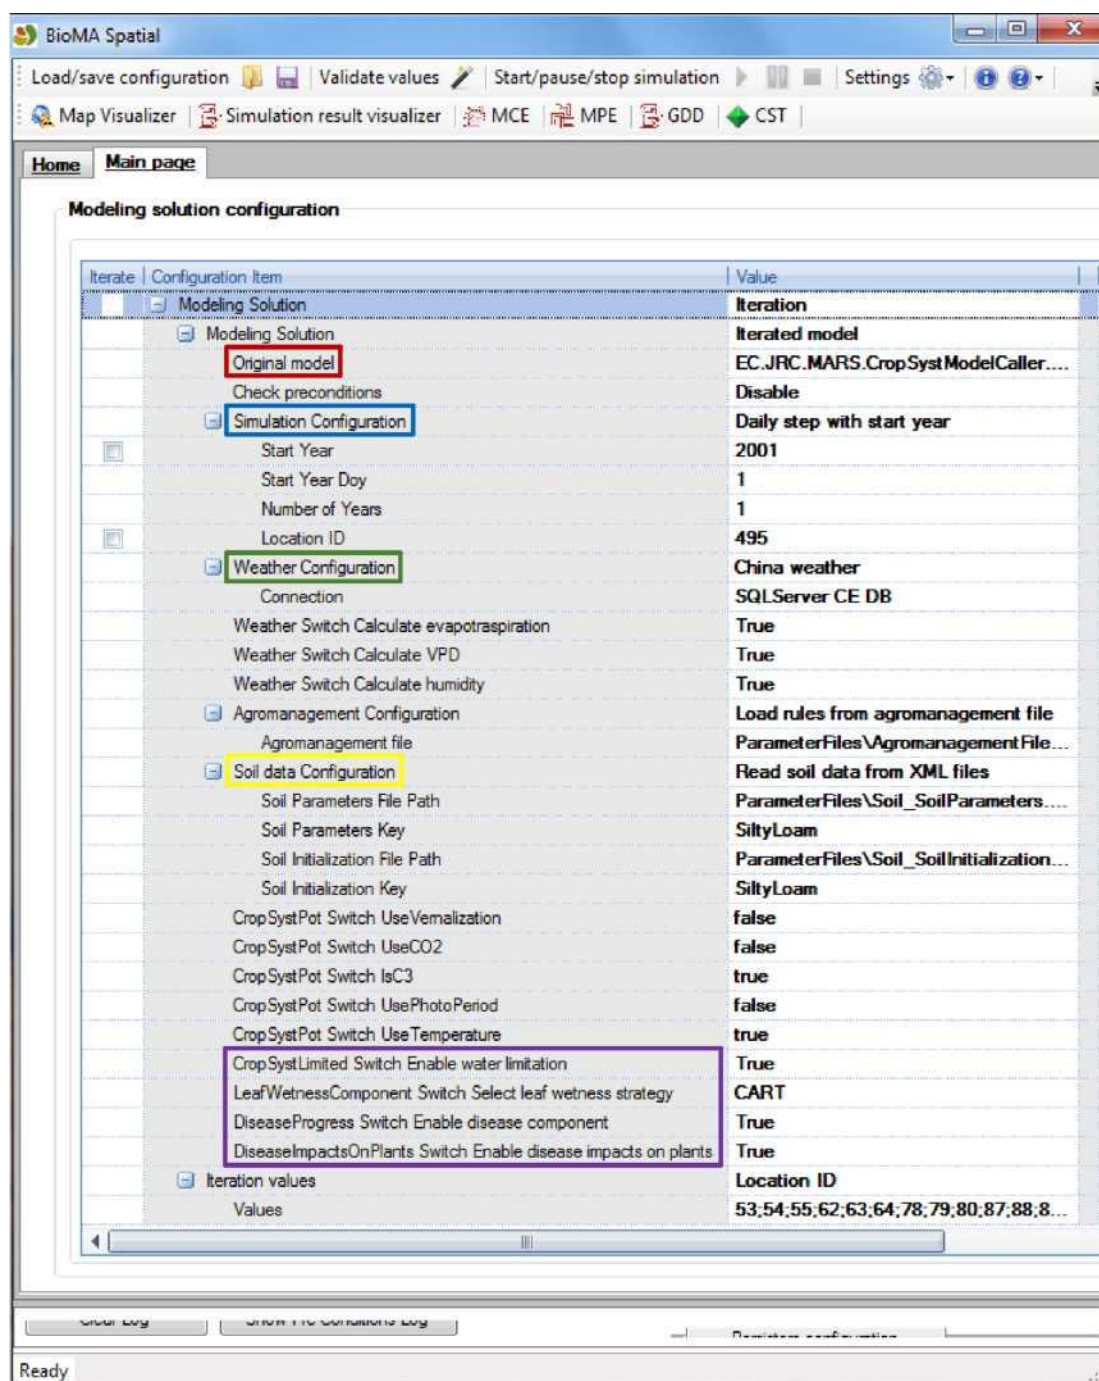 BioMA Spatial
Load/save configuration Validate values Start/pause/stop simulation Settings
Map Visualizer Simulation result visualizer MCE MPE GDD CST
Home Main page
Modeling solution configuration
Iterate Configuration Item Value
Modeling Solution Iteration
Modeling Solution Iterated model
Original model EC.JRC.MARS.CropSystModelCaller....
Check preconditions Disable
Simulation Configuration Daily step with start year
Start Year 2001
Start Year Doy 1
Number of Years 1
Location ID 495
Weather Configuration China weather
Connection SQLServer CE DB
Weather Switch Calculate evapotraspiration True
Weather Switch Calculate VPD True
Weather Switch Calculate humidity True
Agromanagement Configuration Load rules from agromanagement file
Agromanagement file ParameterFiles\AgromanagementFile...
Soil data Configuration Read soil data from XML files
Soil Parameters File Path ParameterFiles\Soil_SoilParameters....
Soil Parameters Key SiltyLoam
Soil Initialization File Path ParameterFiles\Soil_SoilInitialization...
Soil Initialization Key SiltyLoam
CropSystPot Switch UseVernalization false
CropSystPot Switch UseCO2 false
CropSystPot Switch IsC3 true
CropSystPot Switch UsePhotoPeriod false
CropSystPot Switch UseTemperature true
CropSystLimited Switch Enable water limitation True
LeafWetnessComponent Switch Select leaf wetness strategy CART
DiseaseProgress Switch Enable disease component True
DiseaseImpactsOnPlants Switch Enable disease impacts on plants True
Iteration values Location ID
Values 53;54;55;62;63;64;78;79;80;87;88;8...
Clear Log Show Pre Conditions Log
Ready